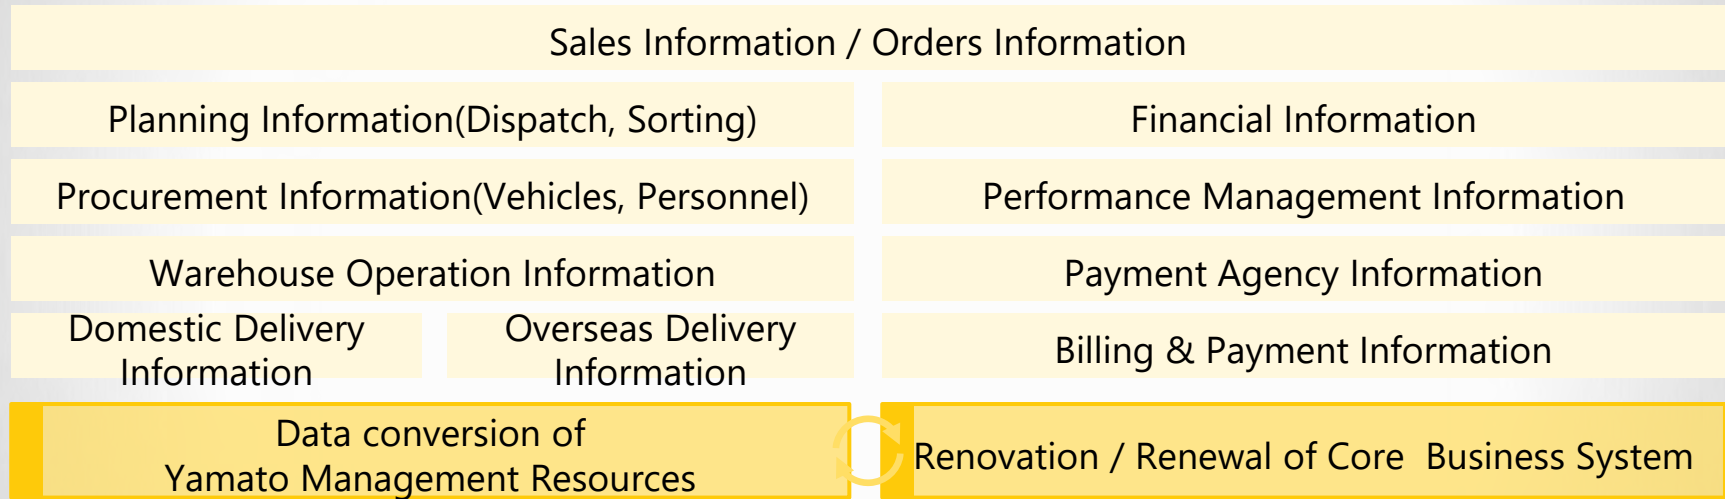 Sales Information / Orders Information
Planning Information(Dispatch, Sorting)
Financial Information
Procurement Information(Vehicles, Personnel)
Performance Management Information
Warehouse Operation Information
Payment Agency Information
Domestic Delivery
Information
Overseas Delivery
Information
Billing & Payment Information
Data conversion of
Yamato Management Resources
Renovation / Renewal of Core  Business System